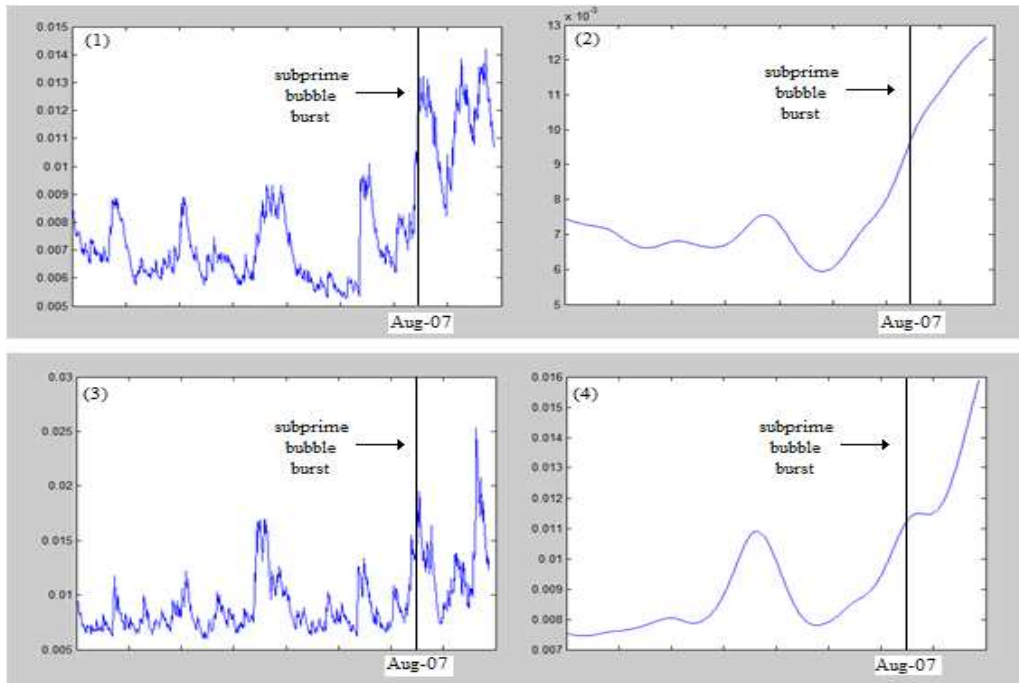 0.015
(1)
0.014
0.013
0.012
0.011
0.01
0.009
0.008
0.007
0.006
0.005
subprime
bubble
burst
Aug-07
x 10⁻³
13
(2)
12
11
10
9
8
7
6
5
subprime
bubble
burst
Aug-07
0.03
(3)
0.025
0.02
0.015
0.01
0.005
subprime
bubble
burst
Aug-07
0.016
(4)
0.015
0.014
0.013
0.012
0.011
0.01
0.009
0.008
0.007
subprime
bubble
burst
Aug-07